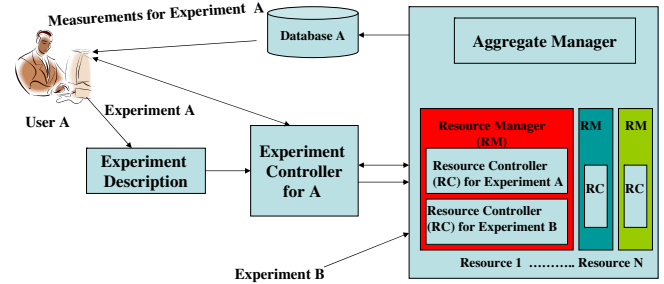 Measurements for Experiment A
Database A
Aggregate Manager
User A
Experiment A
Experiment
Description
Experiment
Controller
for A
Resource Manager
(RM)
Resource Controller
(RC) for Experiment A
Resource Controller
(RC) for Experiment B
RM
RC
RM
RC
Experiment B
Resource 1 ........... Resource N